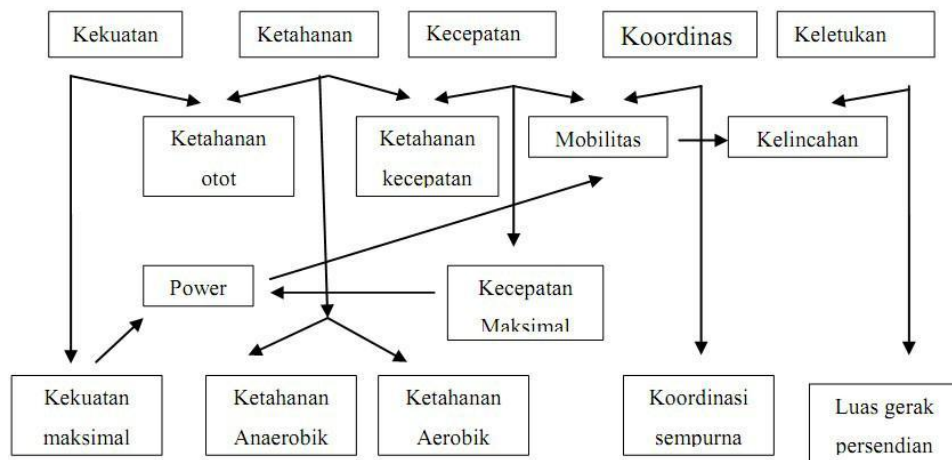 Kekuatan
Ketahanan
Kecepatan
Koordinas
Keletukan
Ketahanan
otot
Ketahanan
kecepatan
Mobilitas
Kelincahan
Power
Kecepatan
Maksimal
Kekuatan
maksimal
Ketahanan
Anaerobik
Ketahanan
Aerobik
Koordinasi
sempurna
Luas gerak
persendian